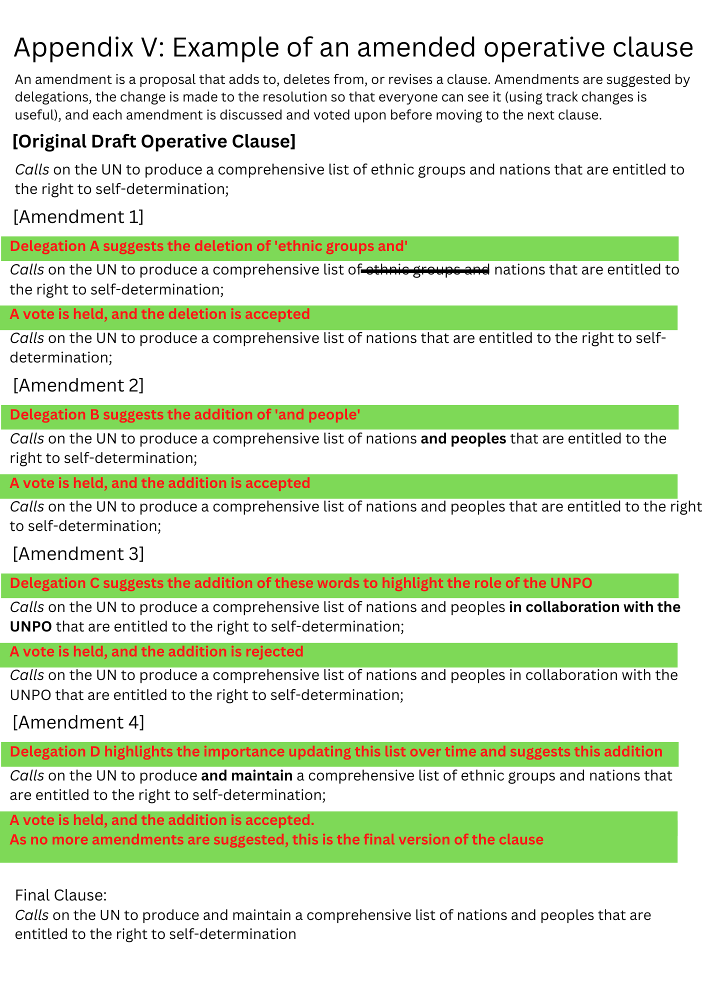 Appendix V: Example of an amended operative clause
An amendment is a proposal that adds to, deletes from, or revises a clause. Amendments are suggested by
delegations, the change is made to the resolution so that everyone can see it (using track changes is
useful), and each amendment is discussed and voted upon before moving to the next clause.
[Original Draft Operative Clause]
Calls on the UN to produce a comprehensive list of ethnic groups and nations that are entitled to
the right to self-determination;
[Amendment 1]
Delegation A suggests the deletion of 'ethnic groups and'
Calls on the UN to produce a comprehensive list of ethnic groups and nations that are entitled to
the right to self-determination;
A vote is held, and the deletion is accepted
Calls on the UN to produce a comprehensive list of nations that are entitled to the right to self-
determination;
[Amendment 2]
Delegation B suggests the addition of 'and people'
Calls on the UN to produce a comprehensive list of nations and peoples that are entitled to the
right to self-determination;
A vote is held, and the addition is accepted
Calls on the UN to produce a comprehensive list of nations and peoples that are entitled to the right
to self-determination;
[Amendment 3]
Delegation C suggests the addition of these words to highlight the role of the UNPO
Calls on the UN to produce a comprehensive list of nations and peoples in collaboration with the
UNPO that are entitled to the right to self-determination;
A vote is held, and the addition is rejected
Calls on the UN to produce a comprehensive list of nations and peoples in collaboration with the
UNPO that are entitled to the right to self-determination;
[Amendment 4]
Delegation D highlights the importance updating this list over time and suggests this addition
Calls on the UN to produce and maintain a comprehensive list of ethnic groups and nations that
are entitled to the right to self-determination;
A vote is held, and the addition is accepted.
As no more amendments are suggested, this is the final version of the clause
Final Clause:
Calls on the UN to produce and maintain a comprehensive list of nations and peoples that are
entitled to the right to self-determination